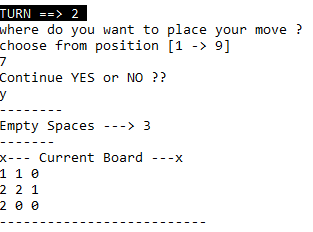 TURN ==> 2
where do you want to place your move ?
choose from position [1 -> 9]
7
Continue YES or NO ??
y
--------
Empty Spaces ---> 3
-------
x--- Current Board ---x
1 1 0
2 2 1
2 0 0
--------------------------